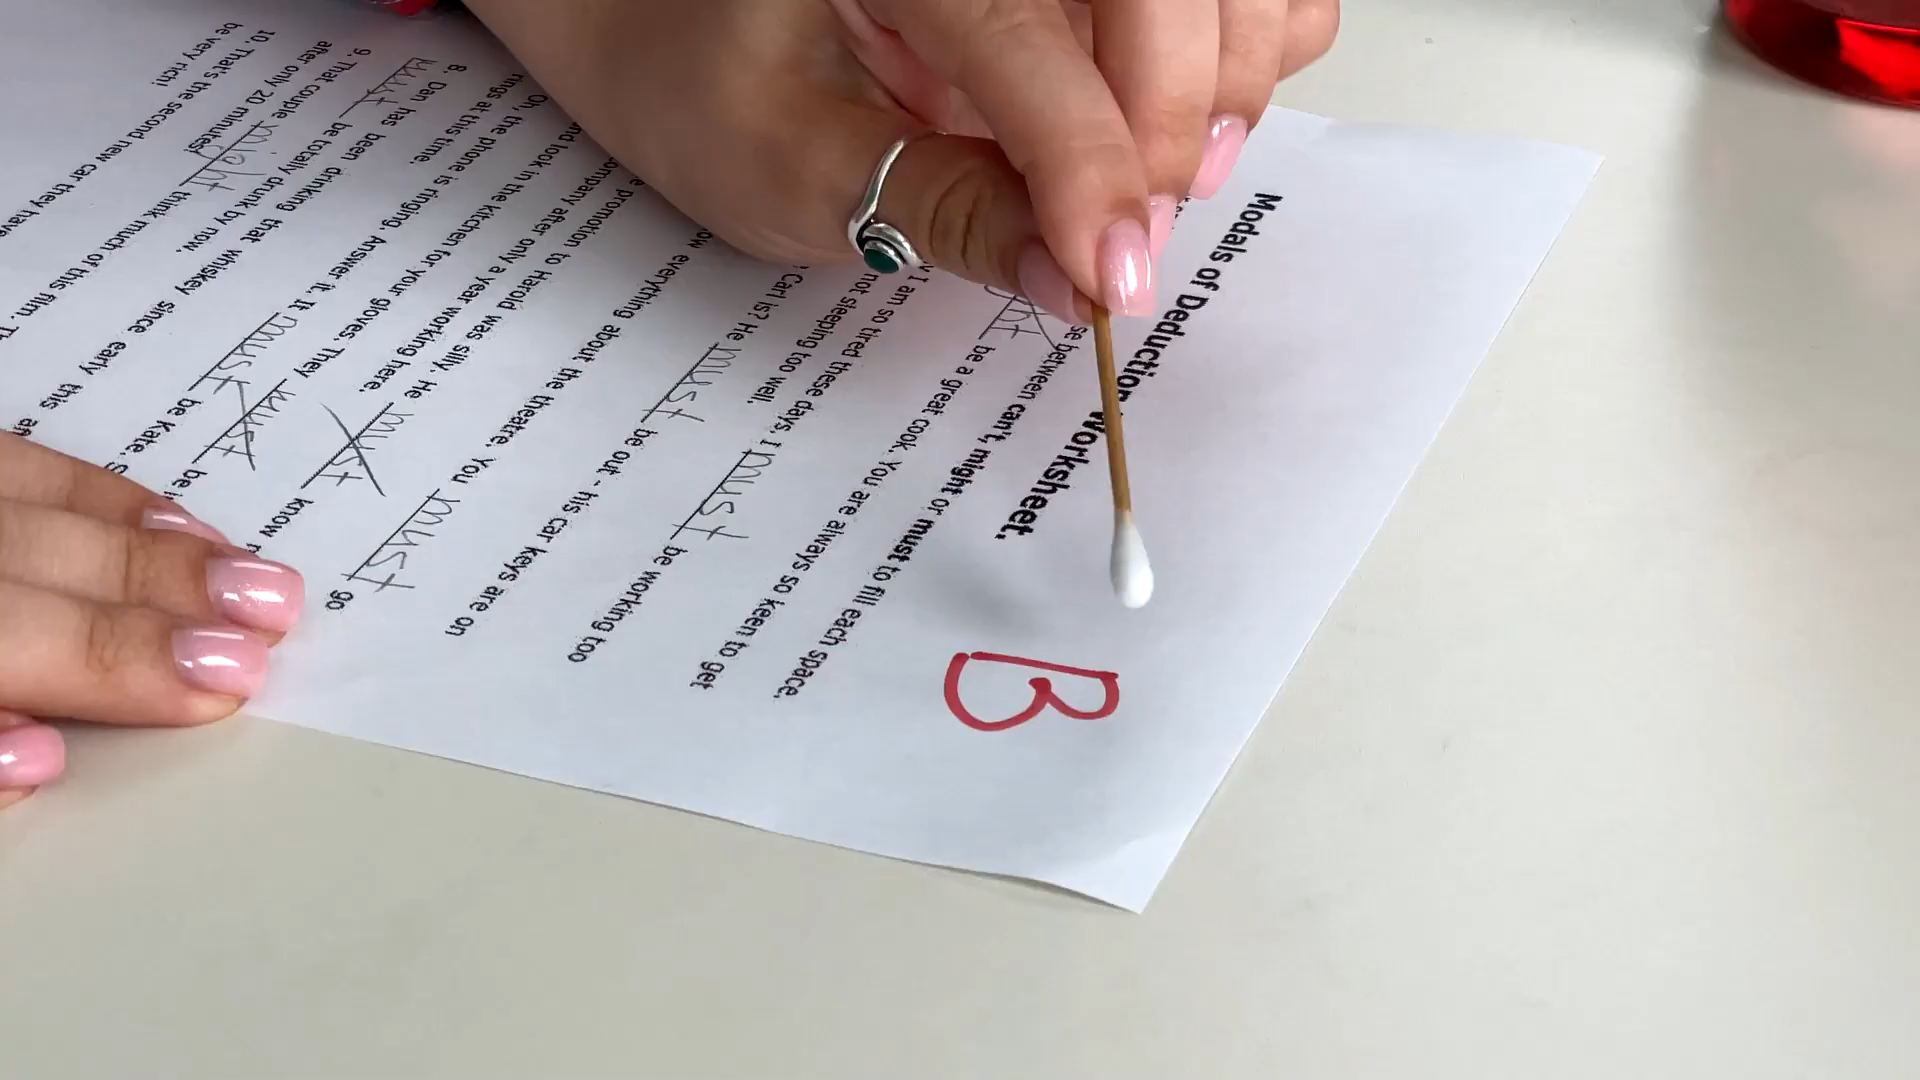 Modals of Deduction Worksheet.
B
between can't, might or must to fill each space.
be a great cook. You are always so keen to get
I am so tired these days. I must be working too
not sleeping too well.
Carl is? He must be out - his car keys are on
everything about the theatre. You must go
promotion to Harold was silly. He must know
after only a year working here.
look in the kitchen for your gloves. They must be
Oh, the phone is ringing. Answer it. It must be Kate.
rings at this time.
8. Dan has been drinking that whiskey since early this
must be totally drunk by now.
9. That couple might think much of this film.
after only 20 minutes!
10. That's the second new car they have
be very rich!